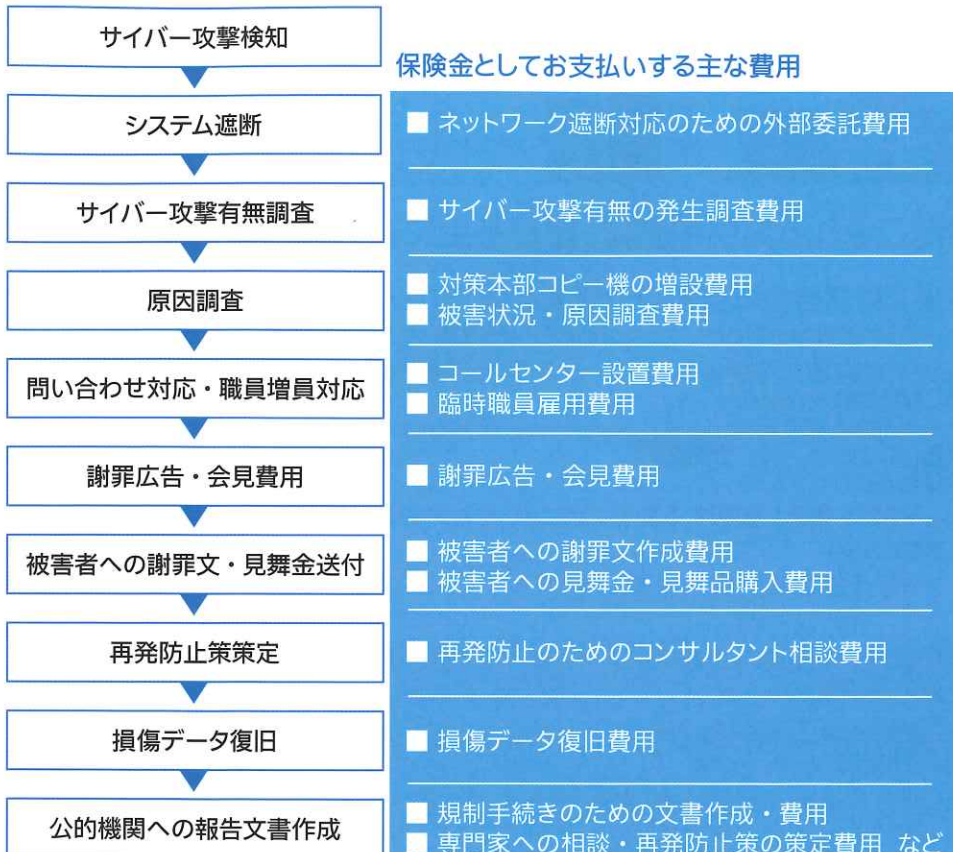 サイバー攻撃検知
保険金としてお支払いする主な費用
システム遮断
■ ネットワーク遮断対応のための外部委託費用
サイバー攻撃有無調査
■ サイバー攻撃有無の発生調査費用
原因調査
■ 対策本部コピー機の増設費用
■ 被害状況・原因調査費用
問い合わせ対応・職員増員対応
■ コールセンター設置費用
■ 臨時職員雇用費用
謝罪広告・会見費用
■ 謝罪広告・会見費用
被害者への謝罪文・見舞金送付
■ 被害者への謝罪文作成費用
■ 被害者への見舞金・見舞品購入費用
再発防止策策定
■ 再発防止のためのコンサルタント相談費用
損傷データ復旧
■ 損傷データ復旧費用
公的機関への報告文書作成
■ 規制手続きのための文書作成・費用
■ 専門家への相談・再発防止策の策定費用 など